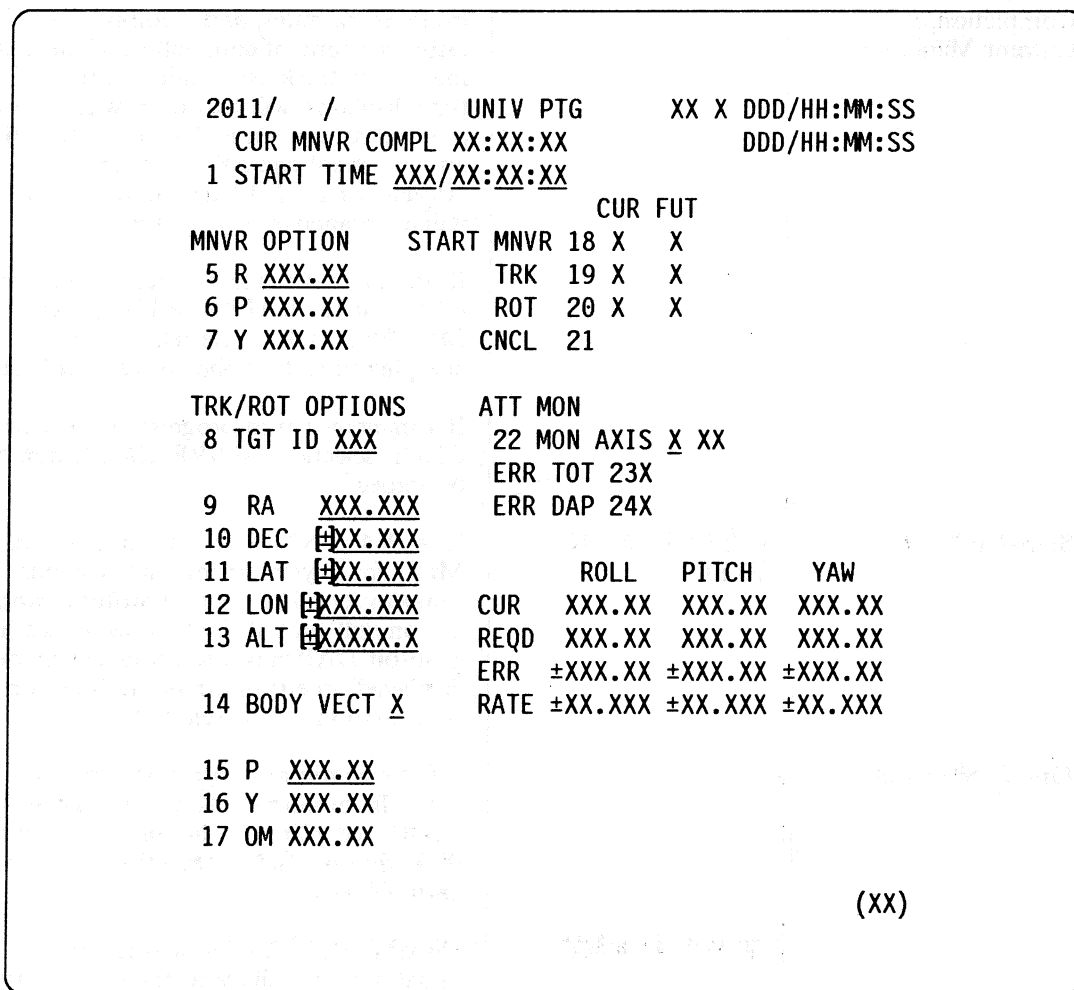 2011/ / UNIV PTG XX X DDD/HH:MM:SS
CUR MNVR COMPL XX:XX:XX DDD/HH:MM:SS
1 START TIME XXX/XX:XX:XX
CUR FUT
MNVR OPTION START MNVR 18 X X
5 R XXX.XX TRK 19 X X
6 P XXX.XX ROT 20 X X
7 Y XXX.XX CNCL 21
TRK/ROT OPTIONS ATT MON
8 TGT ID XXX 22 MON AXIS X XX
ERR TOT 23X
9 RA XXX.XXX ERR DAP 24X
10 DEC [±]XX.XXX
11 LAT [±]XX.XXX ROLL PITCH YAW
12 LON [±]XXX.XXX CUR XXX.XX XXX.XX XXX.XX
13 ALT [±]XXXXX.X REQD XXX.XX XXX.XX XXX.XX
ERR ±XXX.XX ±XXX.XX ±XXX.XX
14 BODY VECT X RATE ±XX.XXX ±XX.XXX ±XX.XXX
15 P XXX.XX
16 Y XXX.XX
17 OM XXX.XX
(XX)